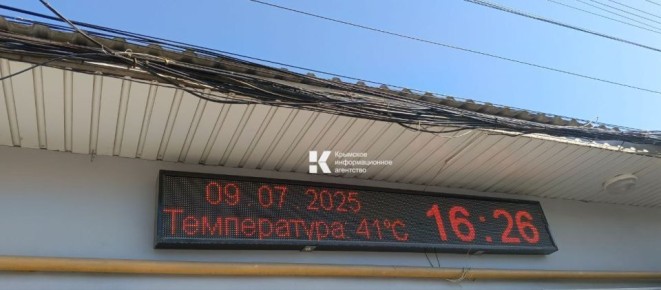 К Крымское
информационное
агентство
09.07.2025
Температура: 41°C
16:26